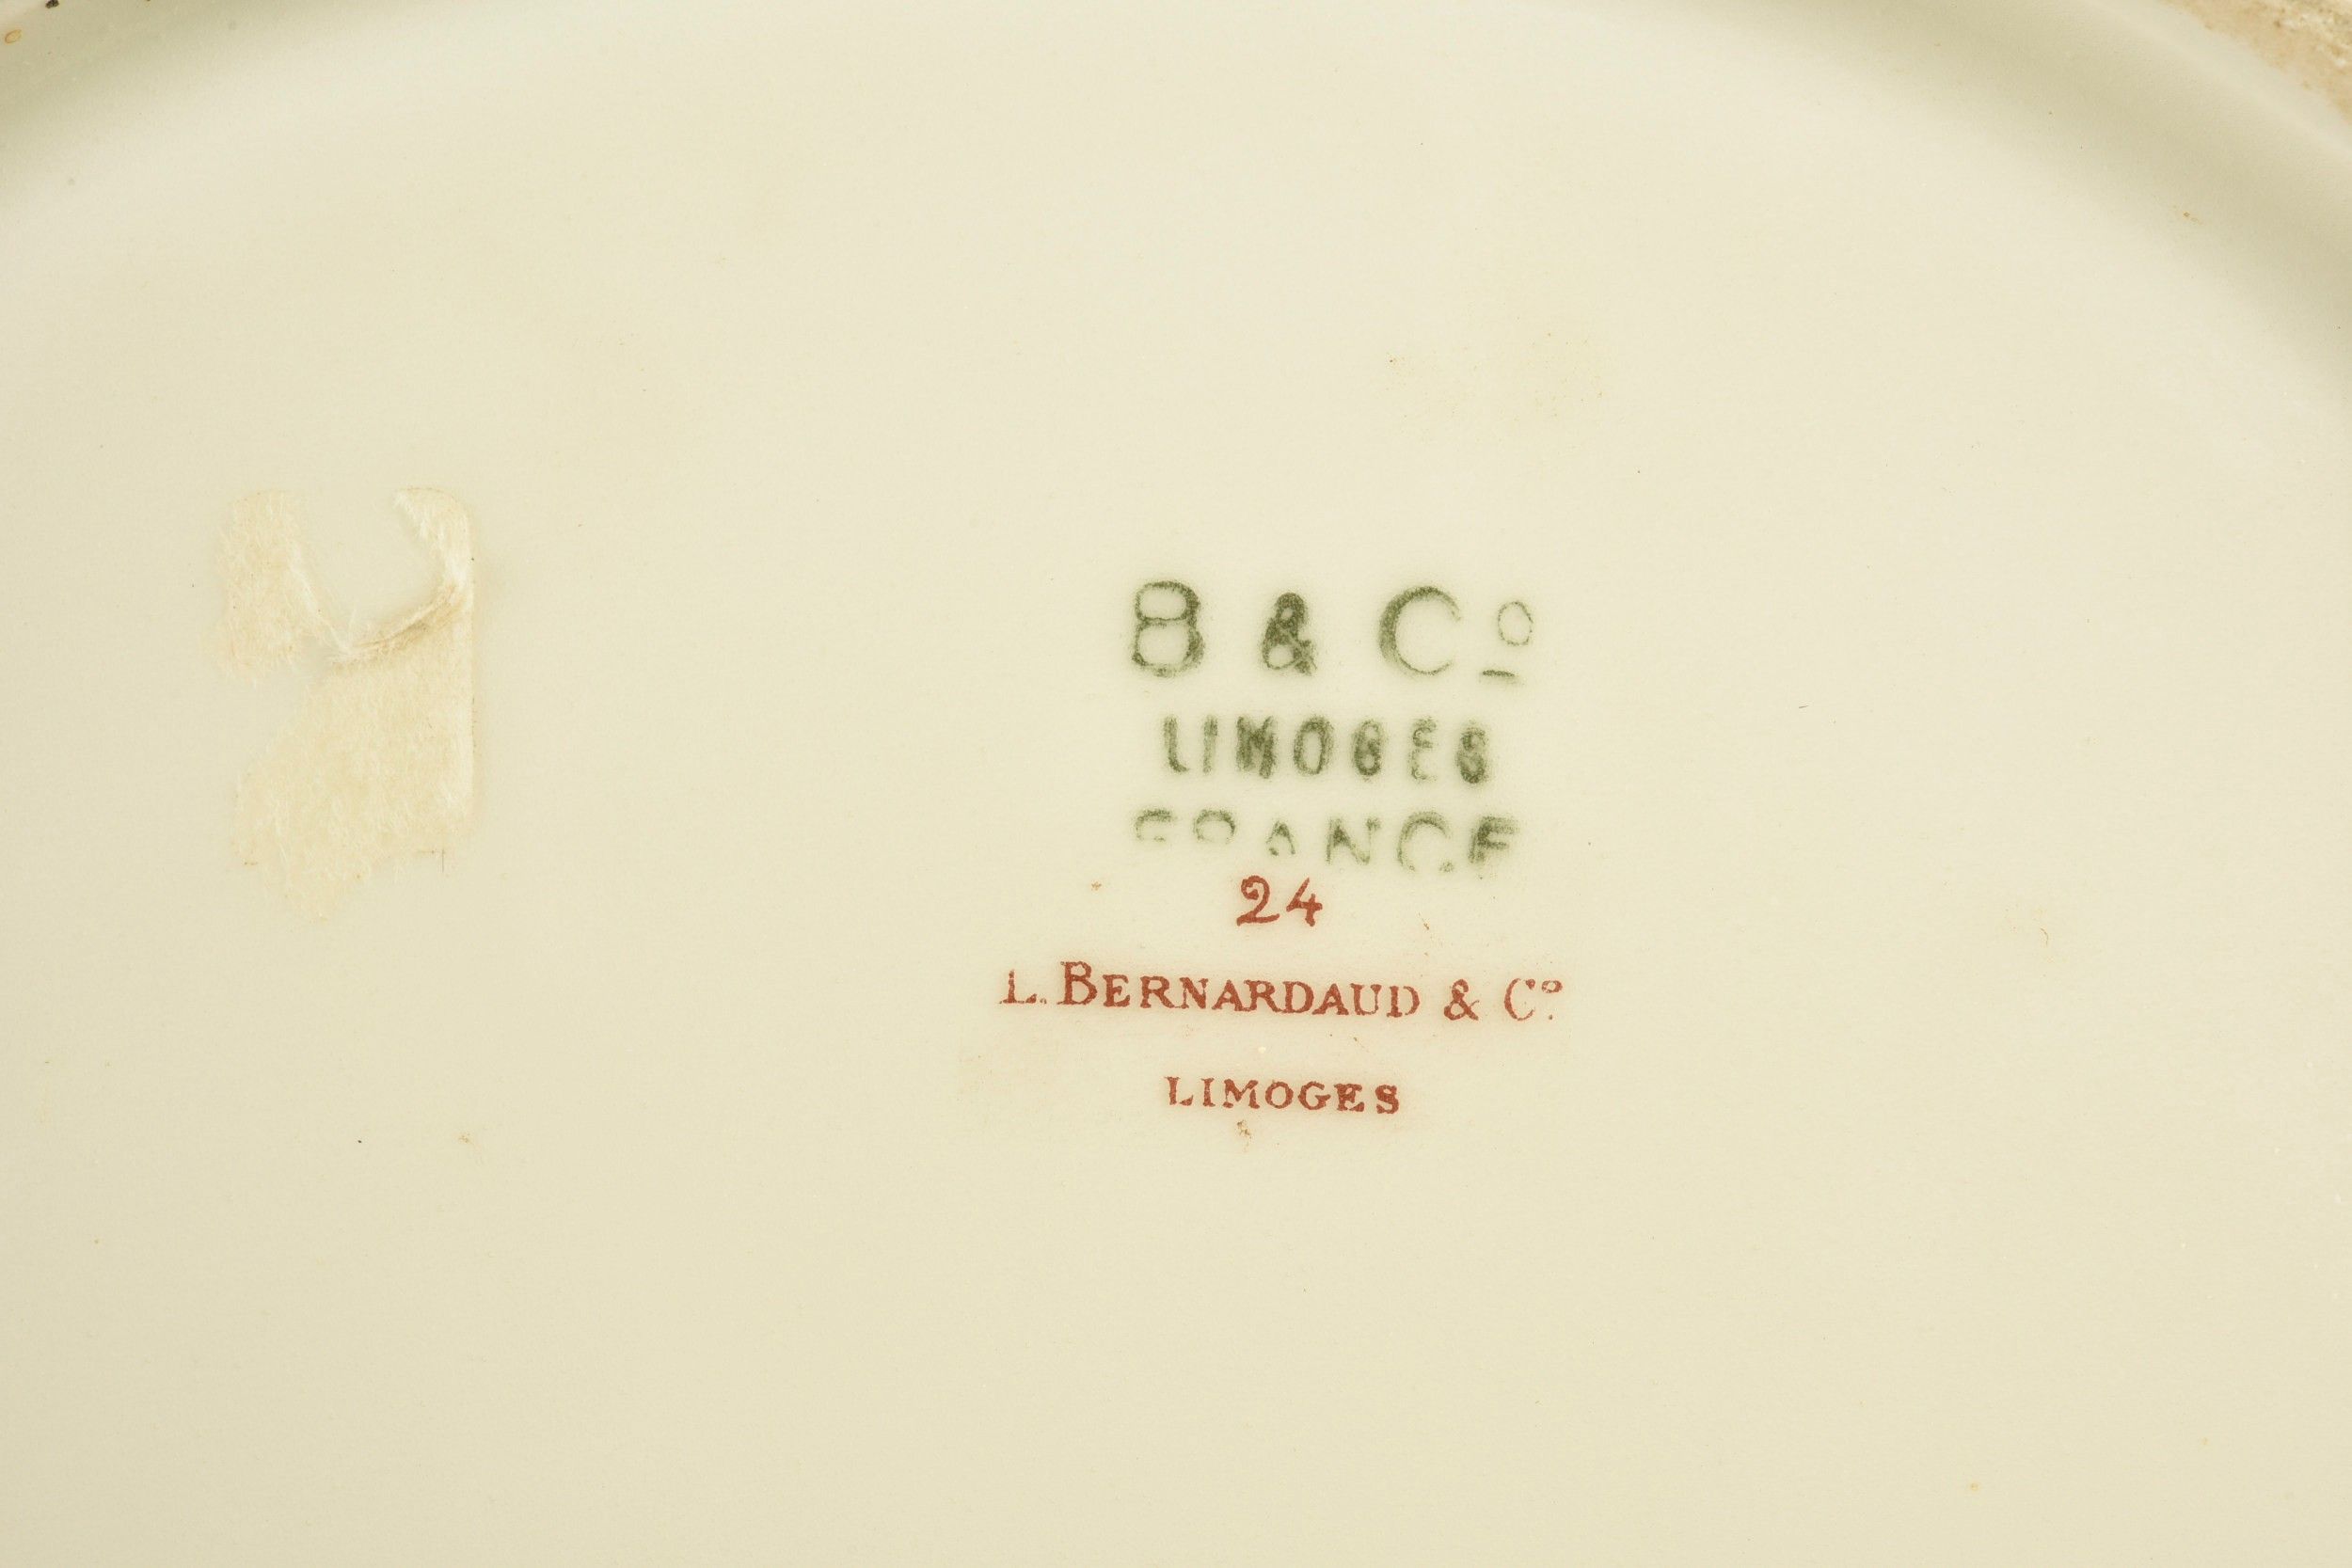 B & Cº
LIMOGES
FRANCE
24
L. BERNARDAUD & Cº
LIMOGES